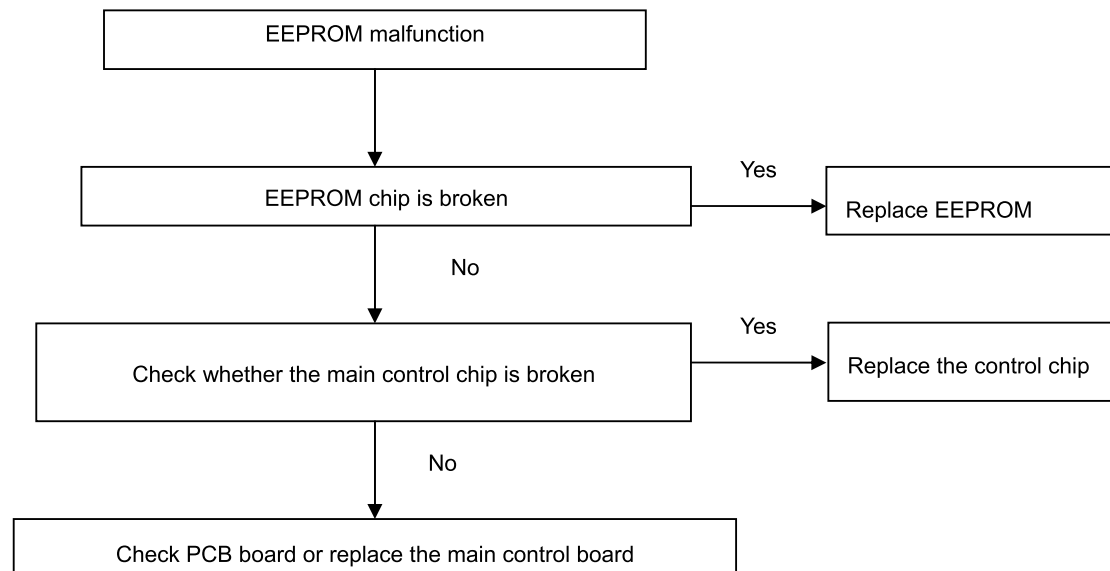 EEPROM malfunction
Yes
EEPROM chip is broken
Replace EEPROM
No
Yes
Check whether the main control chip is broken
Replace the control chip
No
Check PCB board or replace the main control board